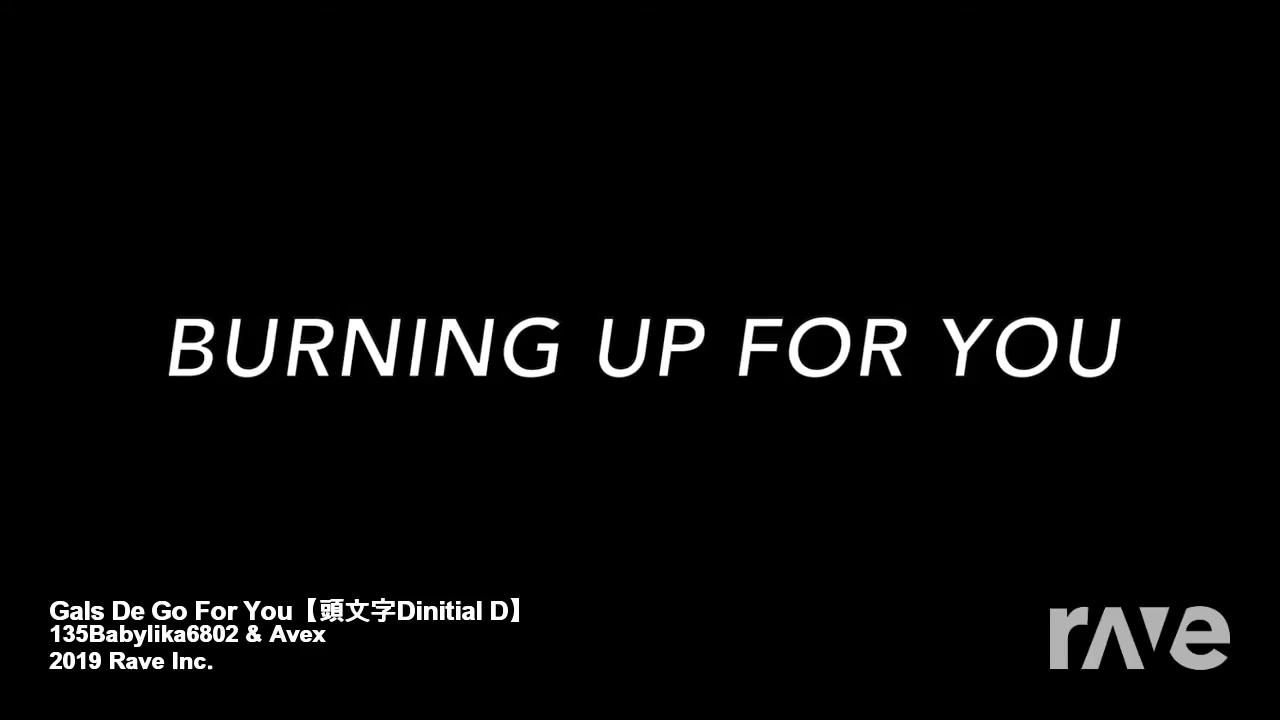 BURNING UP FOR YOU
Gals De Go For You【頭文字Dinitial D】
135Babylika6802 & Avex
2019 Rave Inc.
rave